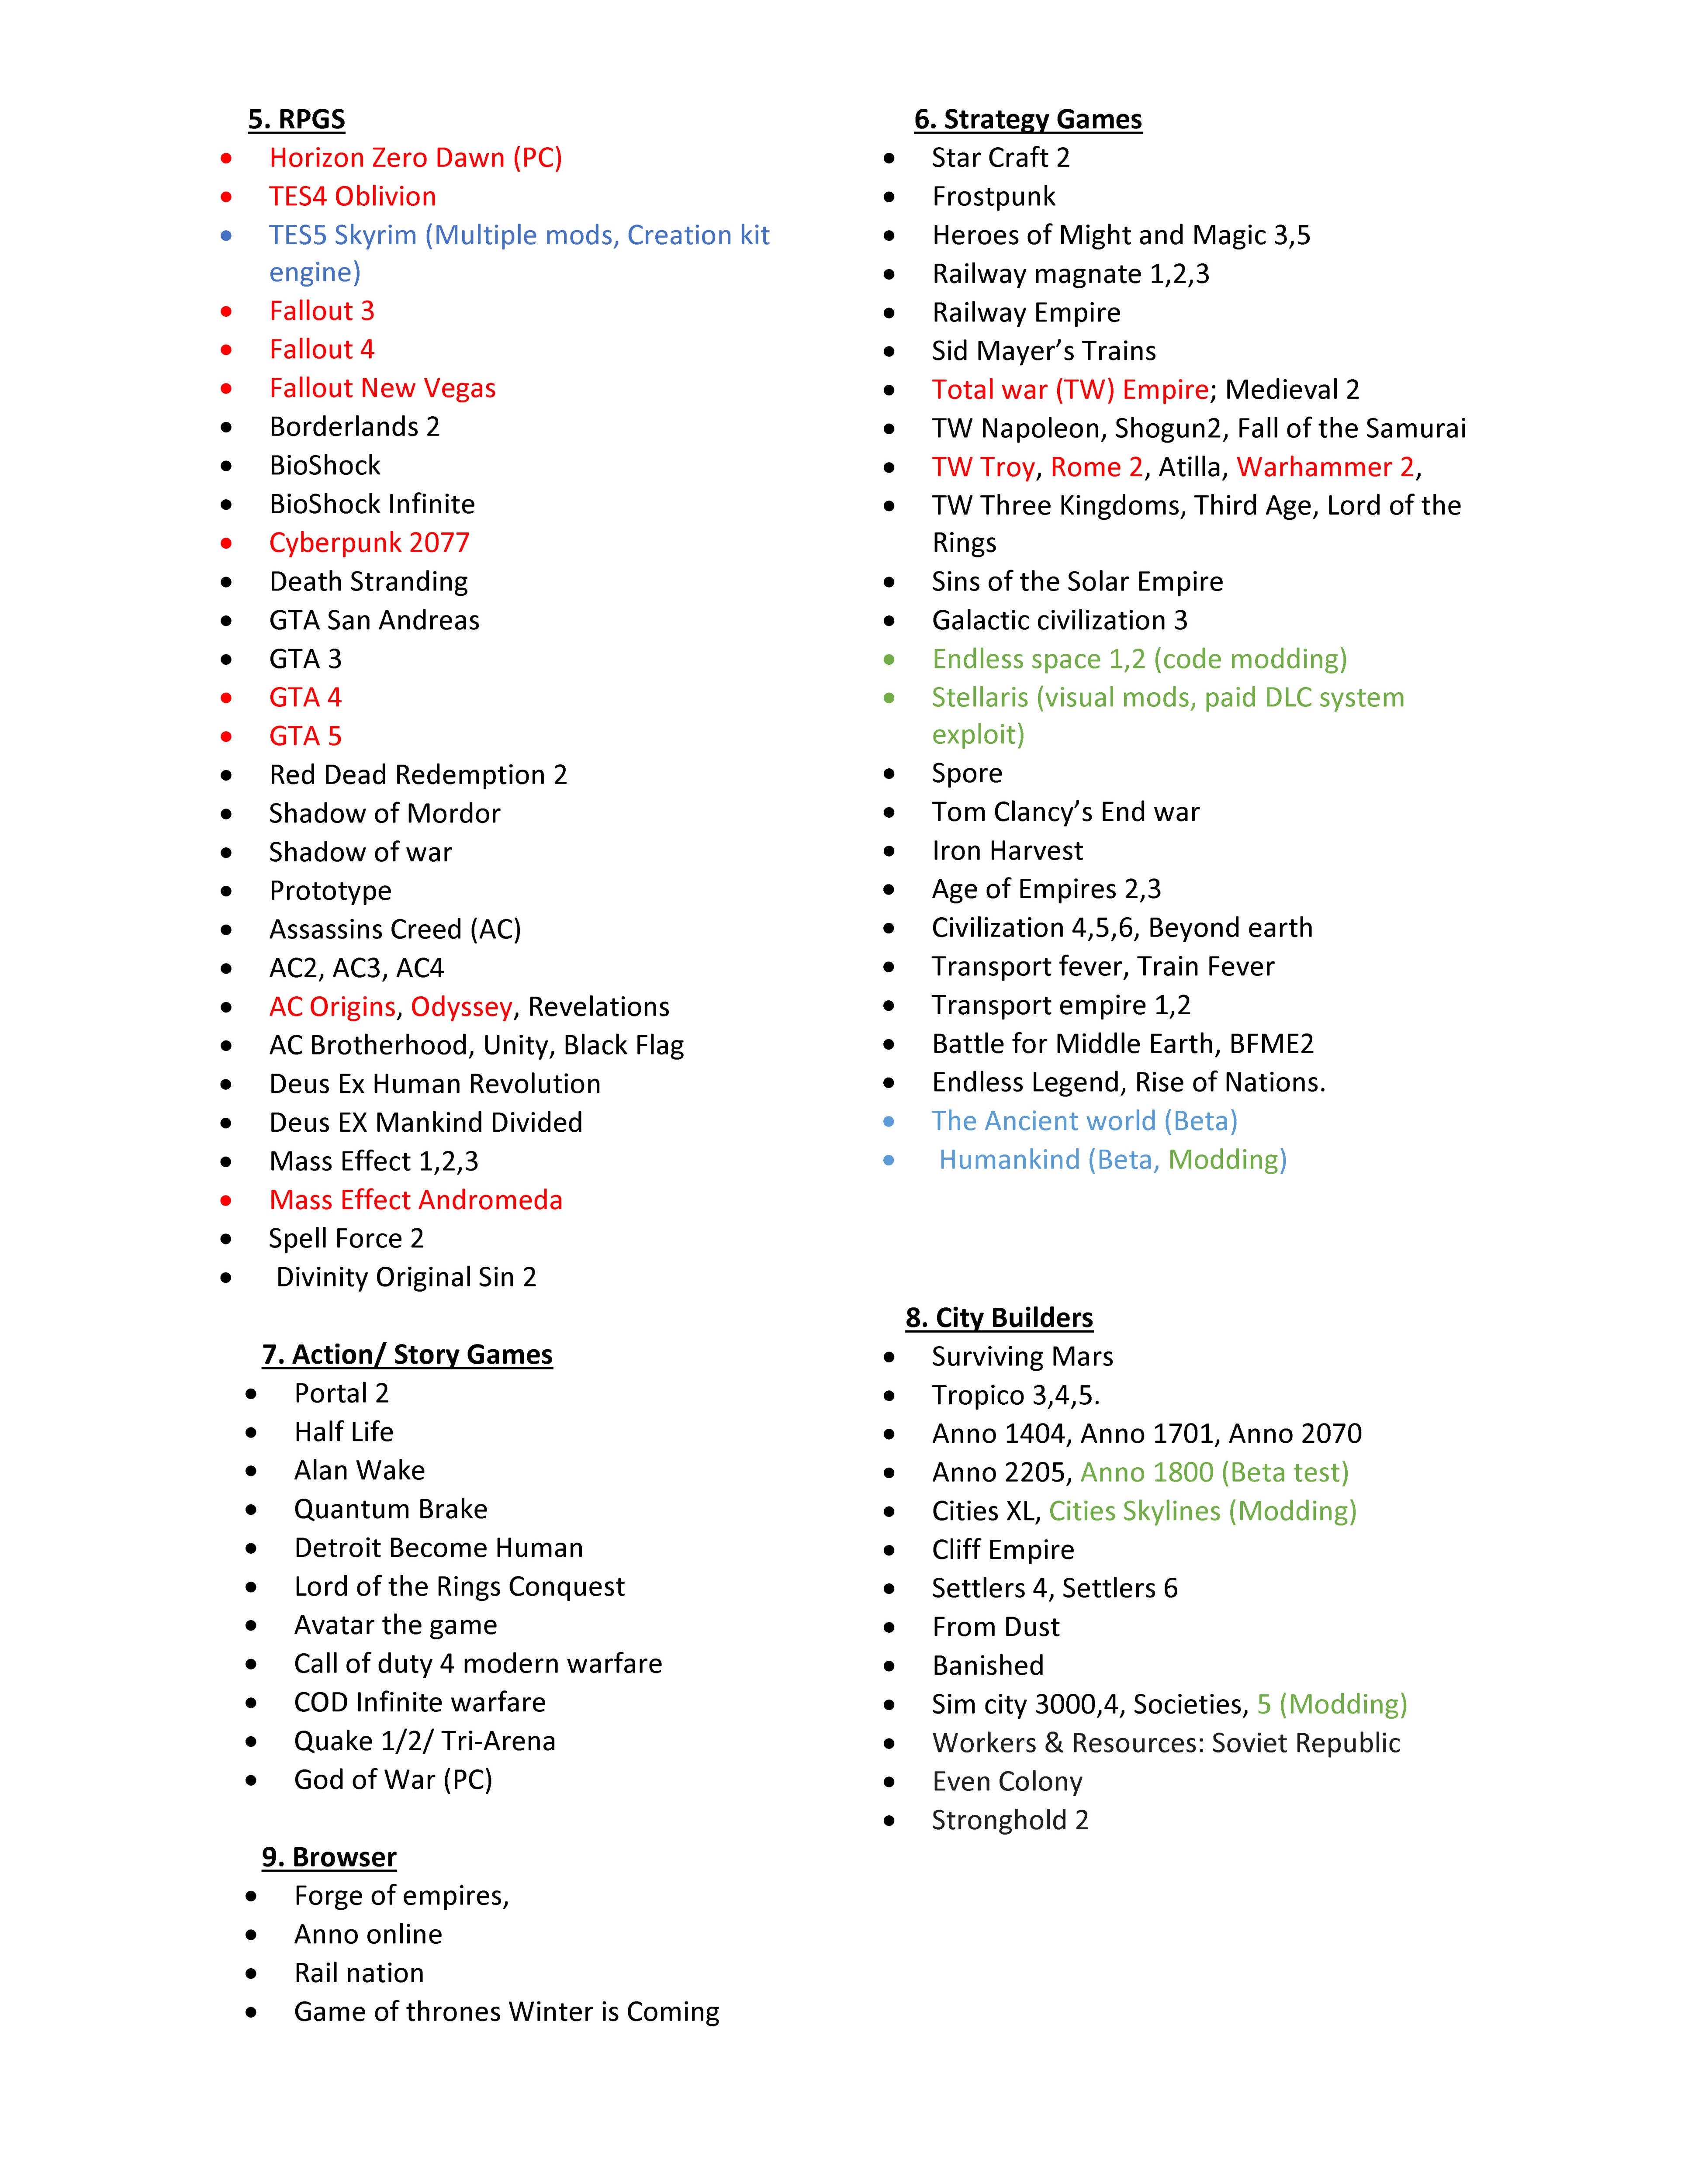 5. RPGS
• Horizon Zero Dawn (PC)
• TES4 Oblivion
• TES5 Skyrim (Multiple mods, Creation kit
engine)
• Fallout 3
• Fallout 4
• Fallout New Vegas
• Borderlands 2
• BioShock
• BioShock Infinite
• Cyberpunk 2077
• Death Stranding
• GTA San Andreas
• GTA 3
• GTA 4
• GTA 5
• Red Dead Redemption 2
• Shadow of Mordor
• Shadow of war
• Prototype
• Assassins Creed (AC)
• AC2, AC3, AC4
• AC Origins, Odyssey, Revelations
• AC Brotherhood, Unity, Black Flag
• Deus Ex Human Revolution
• Deus EX Mankind Divided
• Mass Effect 1,2,3
• Mass Effect Andromeda
• Spell Force 2
• Divinity Original Sin 2
6. Strategy Games
• Star Craft 2
• Frostpunk
• Heroes of Might and Magic 3,5
• Railway magnate 1,2,3
• Railway Empire
• Sid Mayer’s Trains
• Total war (TW) Empire; Medieval 2
• TW Napoleon, Shogun2, Fall of the Samurai
• TW Troy, Rome 2, Atilla, Warhammer 2,
• TW Three Kingdoms, Third Age, Lord of the
Rings
• Sins of the Solar Empire
• Galactic civilization 3
• Endless space 1,2 (code modding)
• Stellaris (visual mods, paid DLC system
exploit)
• Spore
• Tom Clancy’s End war
• Iron Harvest
• Age of Empires 2,3
• Civilization 4,5,6, Beyond earth
• Transport fever, Train Fever
• Transport empire 1,2
• Battle for Middle Earth, BFME2
• Endless Legend, Rise of Nations.
• The Ancient world (Beta)
• Humankind (Beta, Modding)
7. Action/ Story Games
• Portal 2
• Half Life
• Alan Wake
• Quantum Brake
• Detroit Become Human
• Lord of the Rings Conquest
• Avatar the game
• Call of duty 4 modern warfare
• COD Infinite warfare
• Quake 1/2/ Tri-Arena
• God of War (PC)
8. City Builders
• Surviving Mars
• Tropico 3,4,5.
• Anno 1404, Anno 1701, Anno 2070
• Anno 2205, Anno 1800 (Beta test)
• Cities XL, Cities Skylines (Modding)
• Cliff Empire
• Settlers 4, Settlers 6
• From Dust
• Banished
• Sim city 3000,4, Societies, 5 (Modding)
• Workers & Resources: Soviet Republic
• Even Colony
• Stronghold 2
9. Browser
• Forge of empires,
• Anno online
• Rail nation
• Game of thrones Winter is Coming